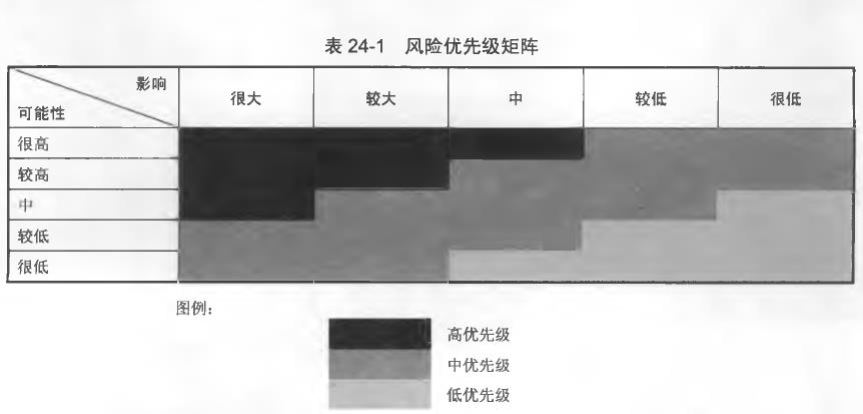 表 24-1 风险优先级矩阵
影响
可能性
很大 较大 中 较低 很低
很高
较高
中
较低
很低
图例：
高优先级
中优先级
低优先级